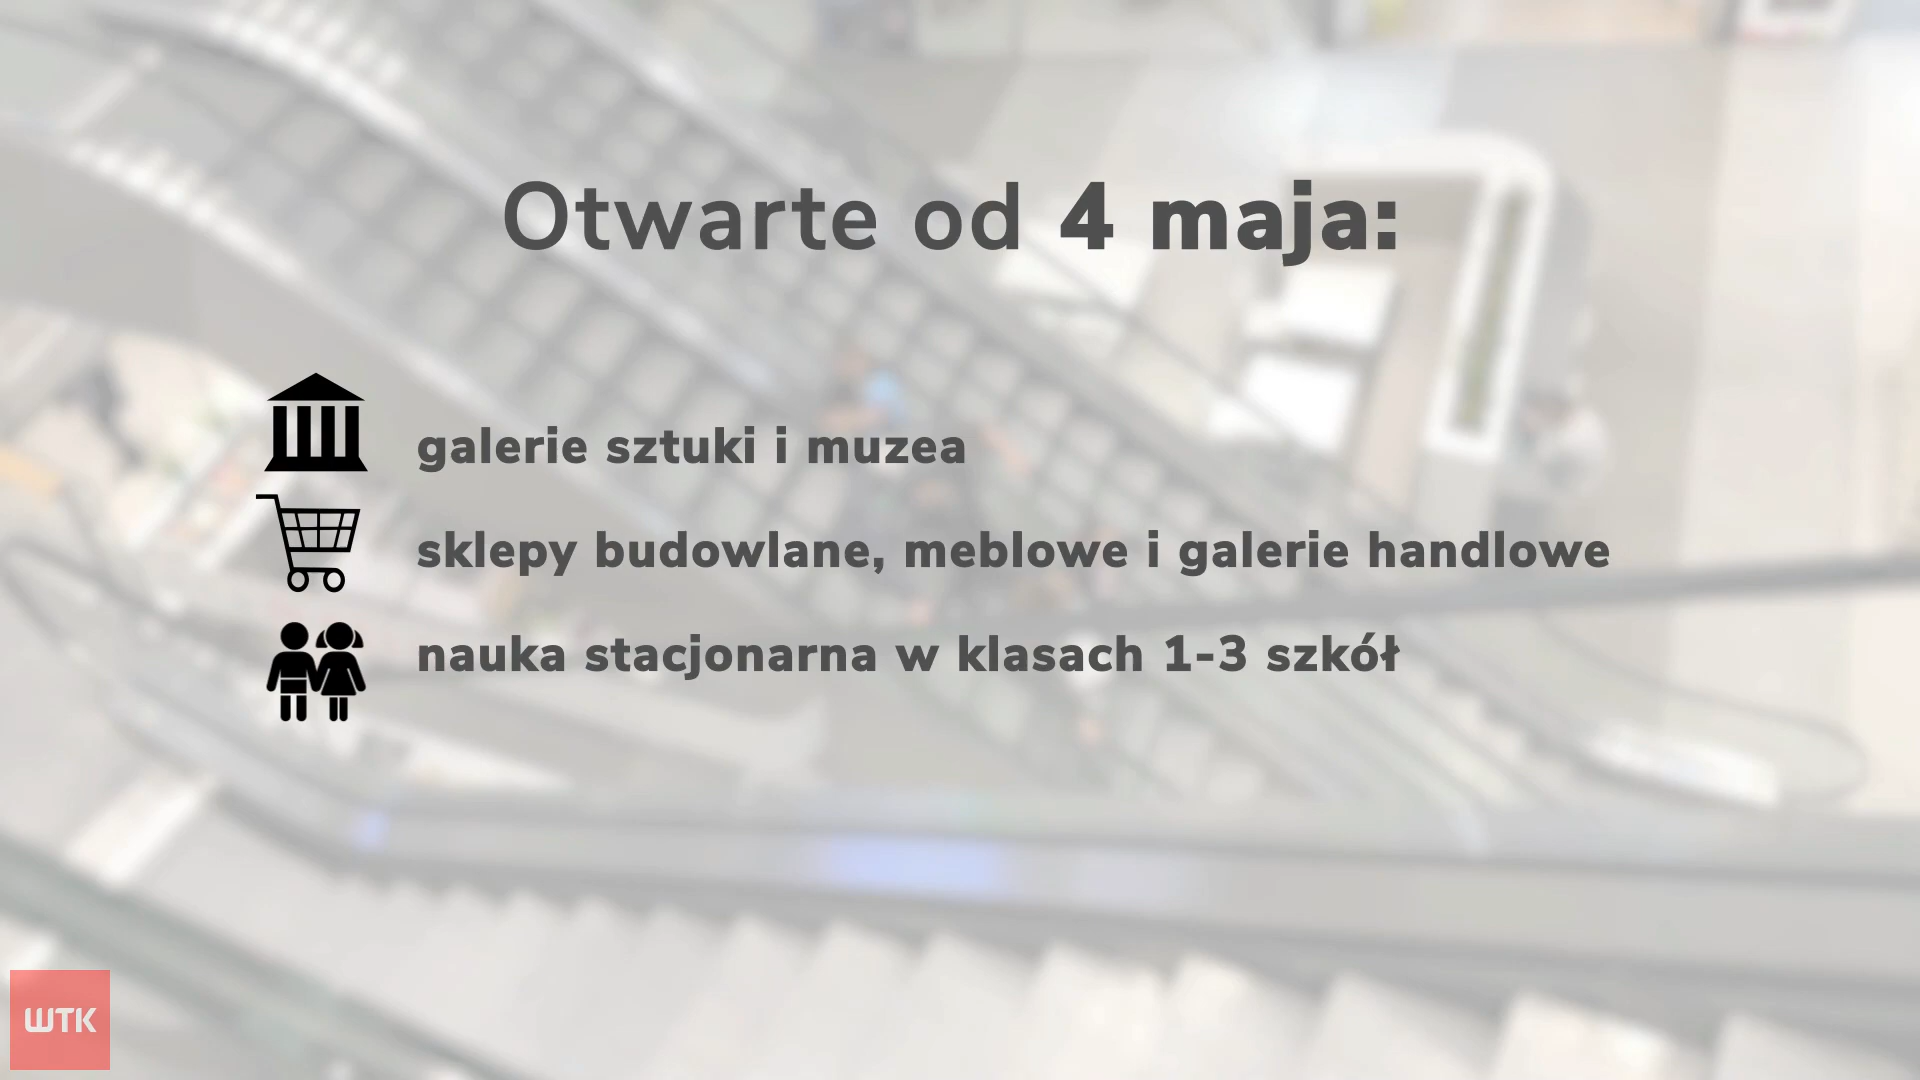 Otwarte od 4 maja:
galerie sztuki i muzea
sklepy budowlane, meblowe i galerie handlowe
nauka stacjonarna w klasach 1-3 szkół
WTK